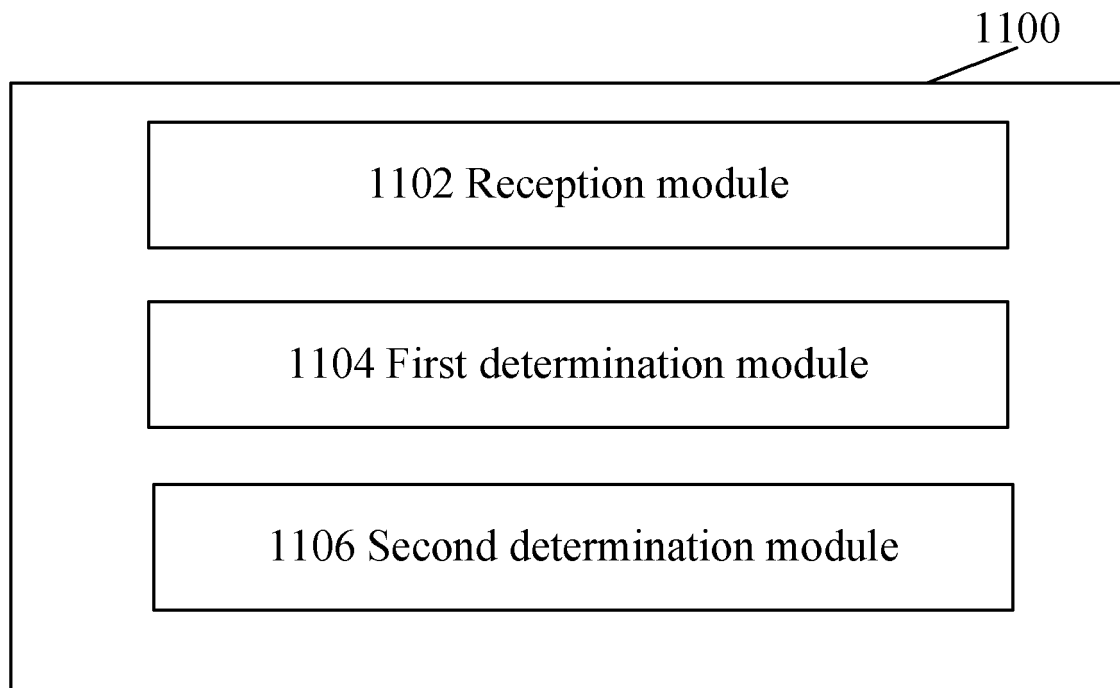 1100
1102 Reception module
1104 First determination module
1106 Second determination module